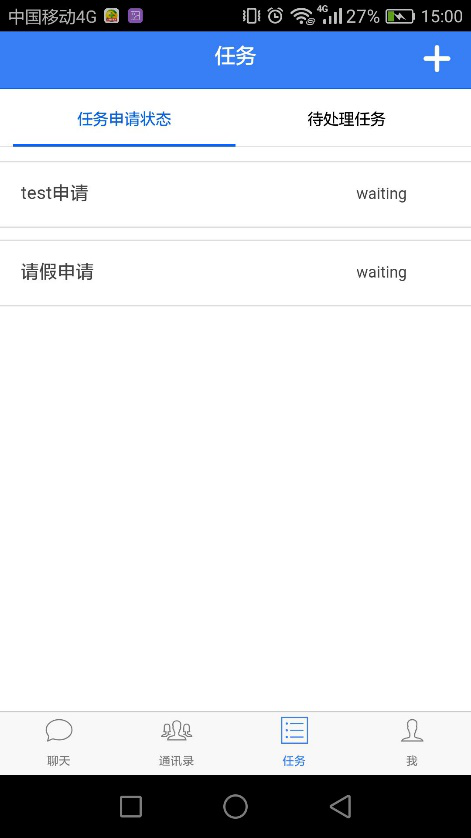 中国移动4G 4G 27% 15:00
任务
任务申请状态 待处理任务
test申请 waiting
请假申请 waiting
聊天 通讯录 任务 我